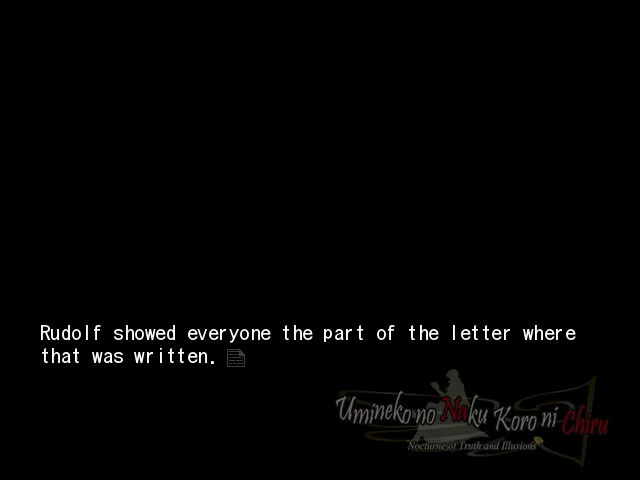 Rudolf showed everyone the part of the letter where
that was written.
Umineko no Naku Koro ni Chiru
Nocturne of Truth and Illusions